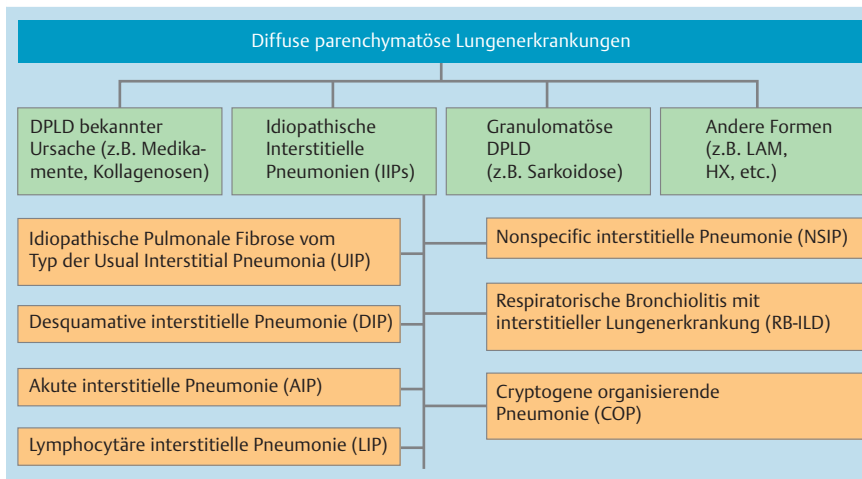 Diffuse parenchymatöse Lungenerkrankungen
DPLD bekannter
Ursache (z.B. Medika-
mente, Kollagenosen)
Idiopathische
Interstitielle
Pneumonien (IIPs)
Granulomatöse
DPLD
(z.B. Sarkoidose)
Andere Formen
(z.B. LAM,
HX, etc.)
Idiopathische Pulmonale Fibrose vom
Typ der Usual Interstitial Pneumonia (UIP)
Nonspecific interstitielle Pneumonie (NSIP)
Desquamative interstitielle Pneumonie (DIP)
Respiratorische Bronchiolitis mit
interstitieller Lungenerkrankung (RB-ILD)
Akute interstitielle Pneumonie (AIP)
Cryptogene organisierende
Pneumonie (COP)
Lymphocytäre interstitielle Pneumonie (LIP)